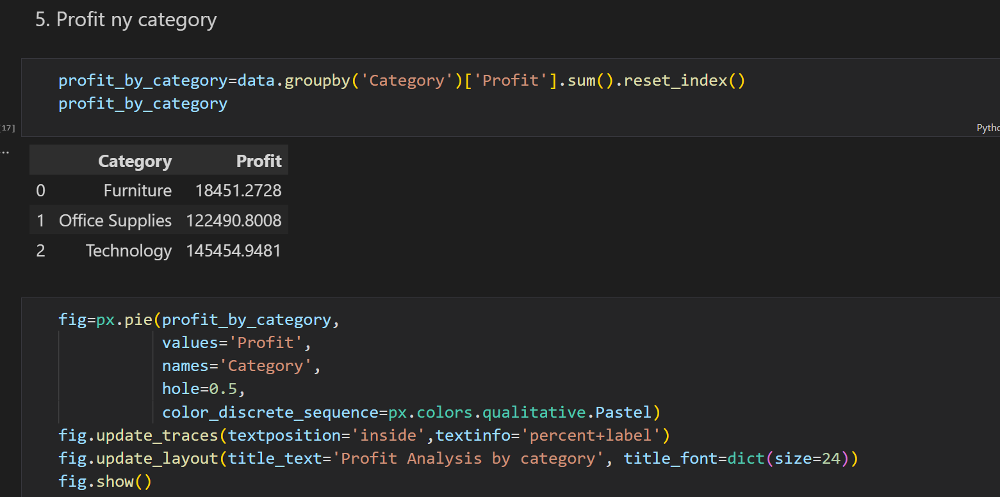 5. Profit ny category
profit_by_category=data.groupby('Category')['Profit'].sum().reset_index()
profit_by_category
17]
...
Category Profit
0 Furniture 18451.2728
1 Office Supplies 122490.8008
2 Technology 145454.9481
fig=px.pie(profit_by_category,
values='Profit',
names='Category',
hole=0.5,
color_discrete_sequence=px.colors.qualitative.Pastel)
fig.update_traces(textposition='inside',textinfo='percent+label')
fig.update_layout(title_text='Profit Analysis by category', title_font=dict(size=24))
fig.show()